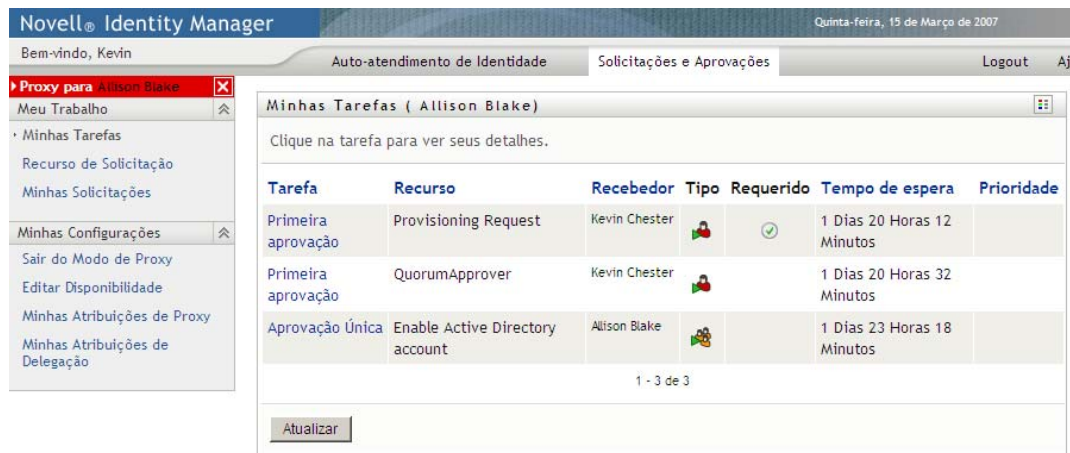 Novell® Identity Manager
Quinta-feira, 15 de Março de 2007
Bem-vindo, Kevin
Auto-atendimento de Identidade
Solicitações e Aprovações
Logout
Proxy para Allison Blake
Meu Trabalho
Minhas Tarefas
Recurso de Solicitação
Minhas Solicitações
Minhas Configurações
Sair do Modo de Proxy
Editar Disponibilidade
Minhas Atribuições de Proxy
Minhas Atribuições de
Delegação
Minhas Tarefas ( Allison Blake)
Clique na tarefa para ver seus detalhes.
Tarefa Recurso Recebedor Tipo Requerido Tempo de espera Prioridade
Primeira Provisioning Request Kevin Chester 1 Dias 20 Horas 12
aprovação Minutos
Primeira QuorumApprover Kevin Chester 1 Dias 20 Horas 32
aprovação Minutos
Aprovação Única Enable Active Directory Allison Blake 1 Dias 23 Horas 18
account Minutos
1 - 3 de 3
Atualizar